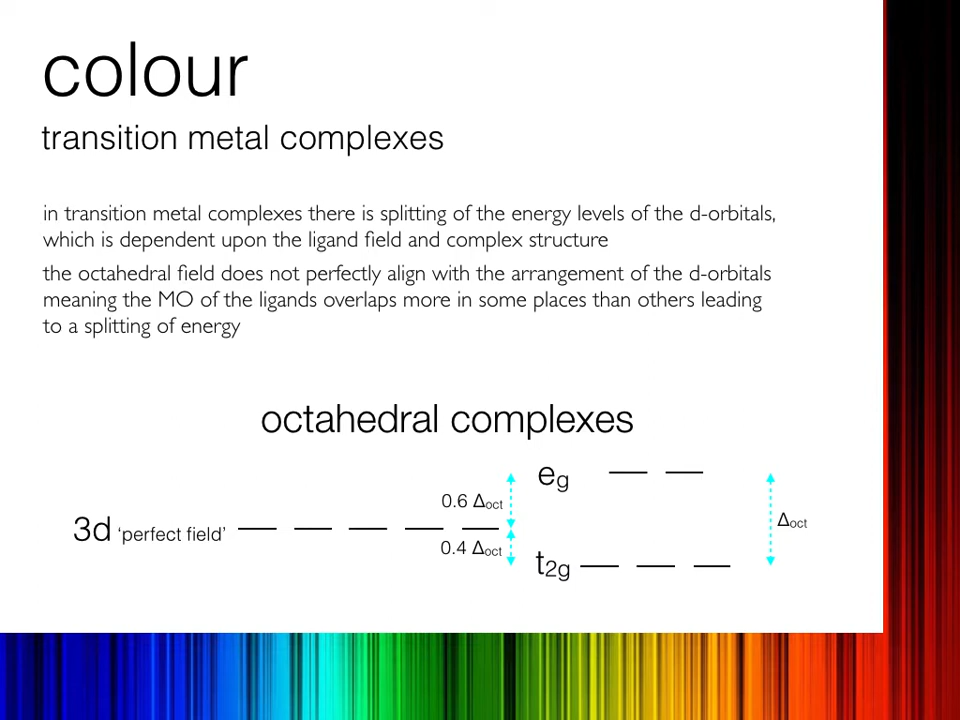 colour
transition metal complexes
in transition metal complexes there is splitting of the energy levels of the d-orbitals,
which is dependent upon the ligand field and complex structure
the octahedral field does not perfectly align with the arrangement of the d-orbitals
meaning the MO of the ligands overlaps more in some places than others leading
to a splitting of energy
octahedral complexes
eg
0.6 Δoct
Δoct
3d 'perfect field'
0.4 Δoct
t2g